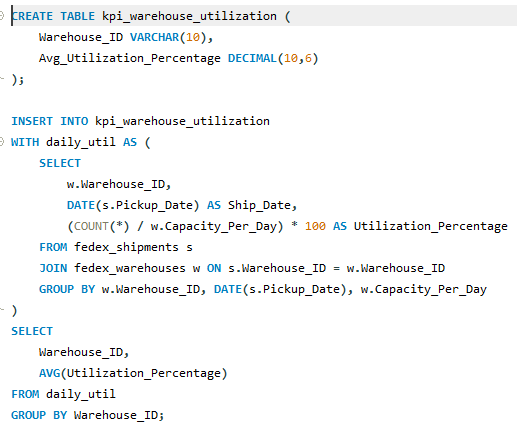 CREATE TABLE kpi_warehouse_utilization (
    Warehouse_ID VARCHAR(10),
    Avg_Utilization_Percentage DECIMAL(10,6)
);

INSERT INTO kpi_warehouse_utilization
WITH daily_util AS (
    SELECT
        w.Warehouse_ID,
        DATE(s.Pickup_Date) AS Ship_Date,
        (COUNT(*) / w.Capacity_Per_Day) * 100 AS Utilization_Percentage
    FROM fedex_shipments s
    JOIN fedex_warehouses w ON s.Warehouse_ID = w.Warehouse_ID
    GROUP BY w.Warehouse_ID, DATE(s.Pickup_Date), w.Capacity_Per_Day
)
SELECT
    Warehouse_ID,
    AVG(Utilization_Percentage)
FROM daily_util
GROUP BY Warehouse_ID;